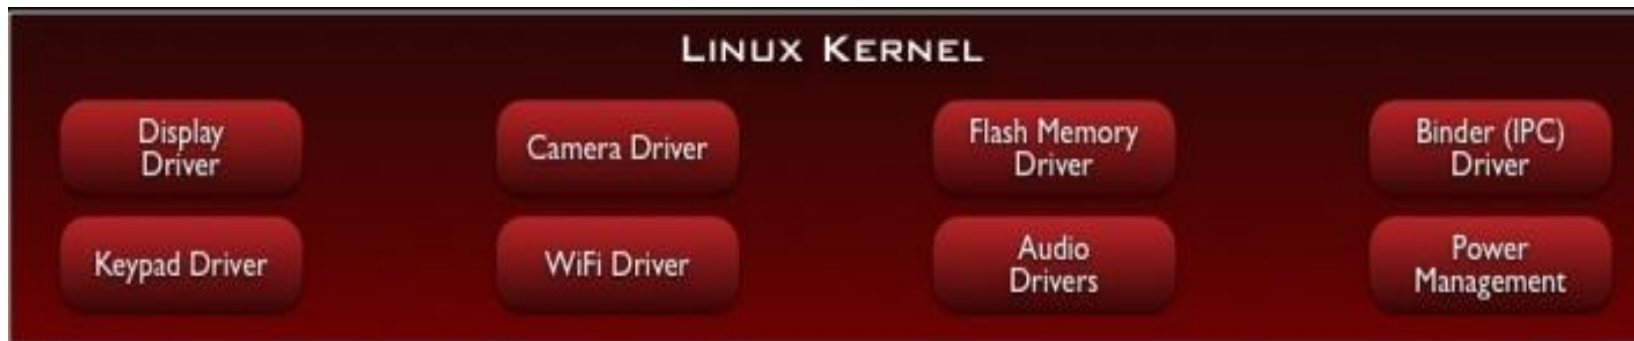 LINUX KERNEL
Display
Driver
Camera Driver
Flash Memory
Driver
Binder (IPC)
Driver
Keypad Driver
WiFi Driver
Audio
Drivers
Power
Management